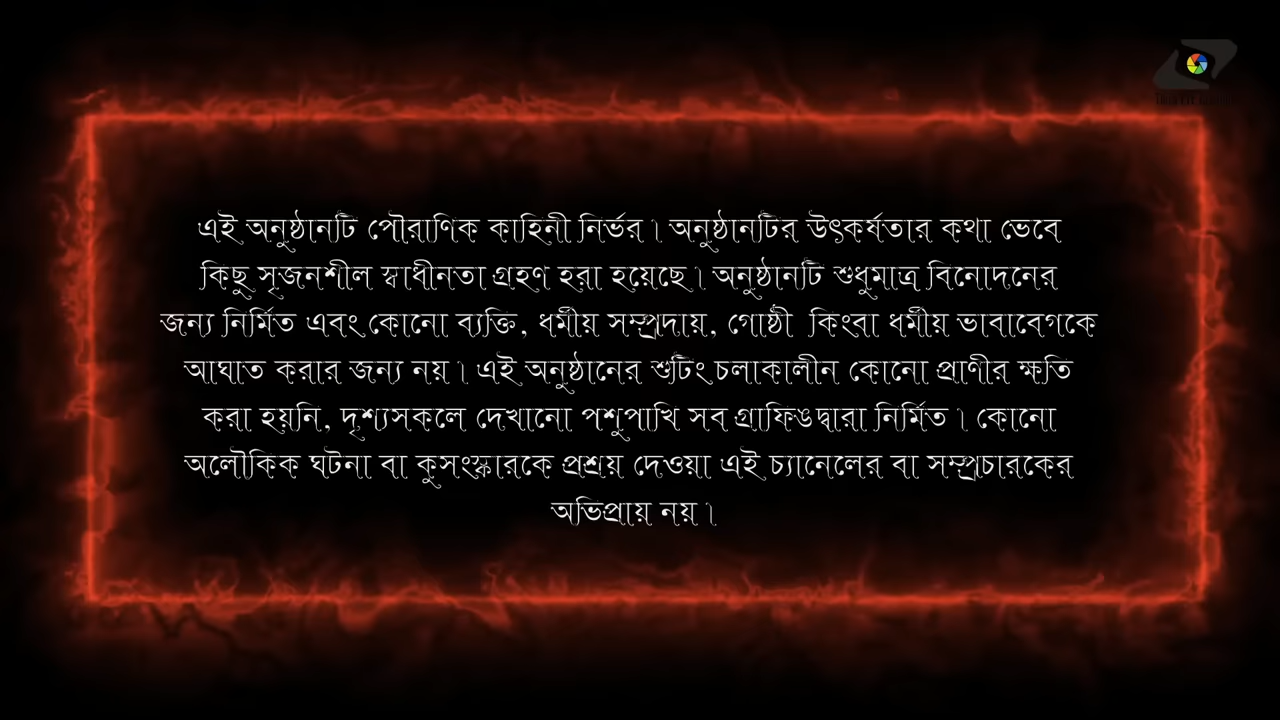 এই অনুষ্ঠানটি পৌরাণিক কাহিনী নির্ভর। অনুষ্ঠানটির উৎকর্ষতার কথা ভেবে
কিছু সৃজনশীল স্বাধীনতা গ্রহণ হরা হয়েছে। অনুষ্ঠানটি শুধুমাত্র বিনোদনের
জন্য নির্মিত এবং কোনো ব্যক্তি, ধর্মীয় সম্প্রদায়, গোষ্ঠী কিংবা ধর্মীয় ভাবাবেগকে
আঘাত করার জন্য নয়। এই অনুষ্ঠানের শুটিং চলাকালীন কোনো প্রাণীর ক্ষতি
করা হয়নি, দৃশ্যসকলে দেখানো পশুপাখি সব গ্রাফিঙদ্বারা নির্মিত। কোনো
অলৌকিক ঘটনা বা কুসংস্কারকে প্রশ্রয় দেওয়া এই চ্যানেলের বা সম্প্রচারকের
অভিপ্রায় নয়।